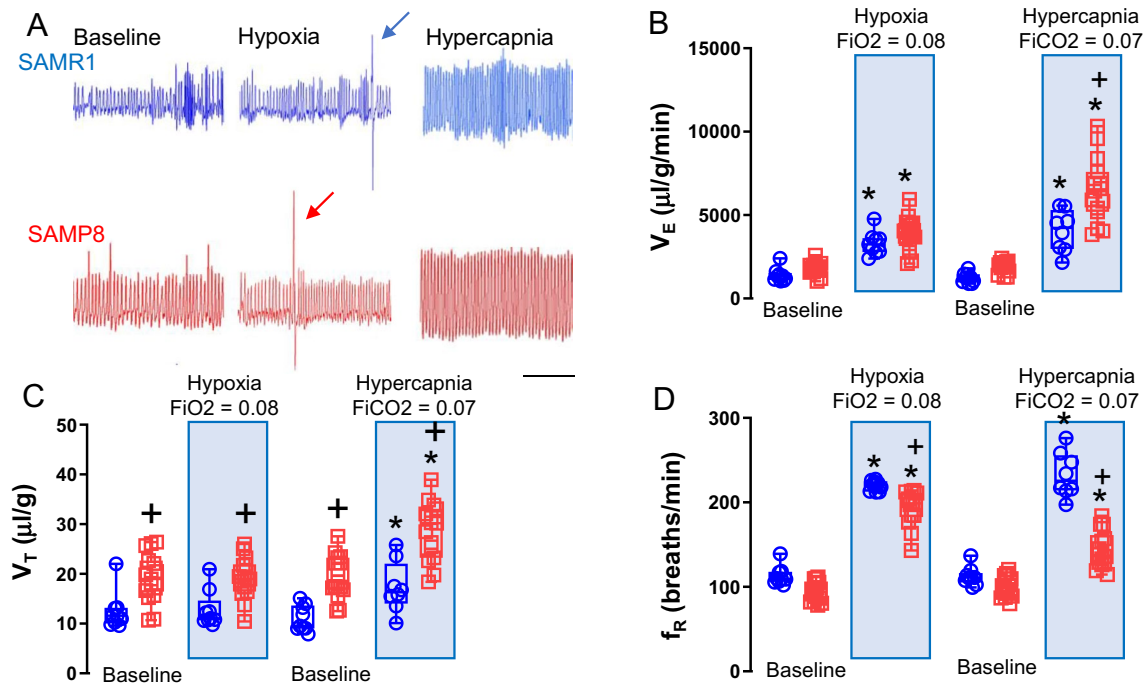 A
Baseline
Hypoxia
Hypercapnia
SAMR1
SAMP8
B
Hypoxia
FiO2 = 0.08
Hypercapnia
FiCO2 = 0.07
V_E (µl/g/min)
15000
10000
5000
0
*
*
*
+
*
Baseline
Baseline
C
Hypoxia
FiO2 = 0.08
Hypercapnia
FiCO2 = 0.07
V_T (µl/g)
50
40
30
20
10
0
+
+
+
*
+
*
Baseline
Baseline
D
Hypoxia
FiO2 = 0.08
Hypercapnia
FiCO2 = 0.07
f_R (breaths/min)
300
200
100
0
*
+
*
*
+
*
Baseline
Baseline